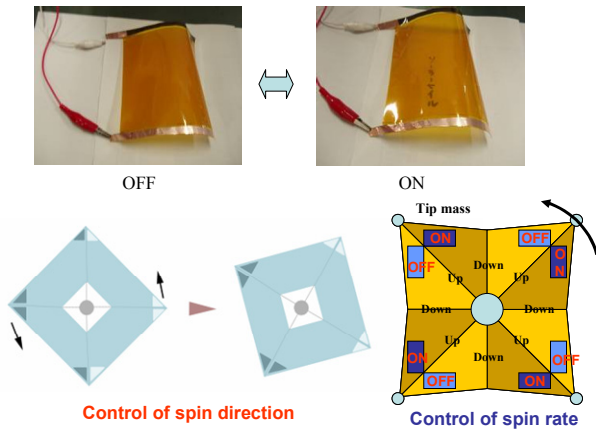 OFF
ON
Tip mass
ON
OFF
OFF
O
N
Down
Up
Up
Down
Down
Up
Up
Down
ON
OFF
OFF
ON
Control of spin direction
Control of spin rate